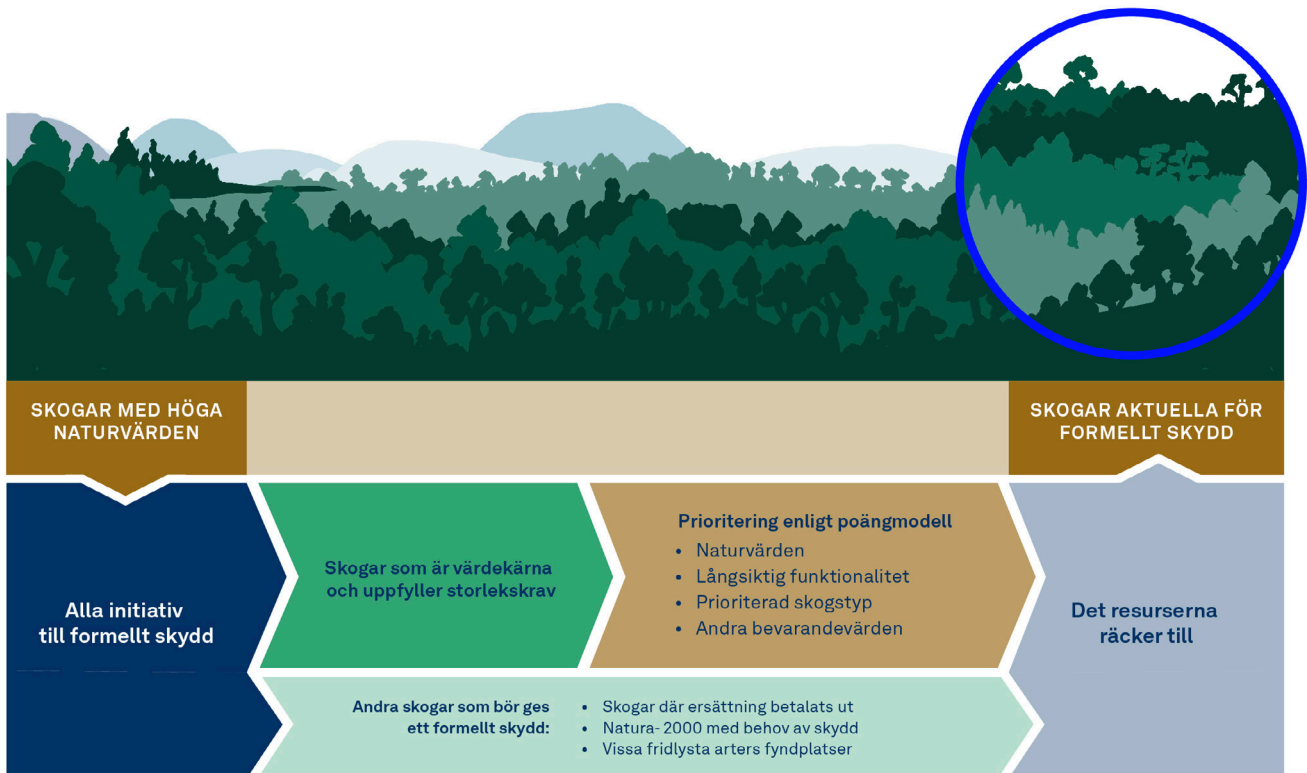 SKOGAR MED HÖGA
NATURVÄRDEN
SKOGAR AKTUELLA FÖR
FORMELLT SKYDD
Alla initiativ
till formellt skydd
Skogar som är värdekärna
och uppfyller storlekskrav
Prioritering enligt poängmodell
• Naturvärden
• Långsiktig funktionalitet
• Prioriterad skogstyp
• Andra bevarandevärden
Det resurserna
räcker till
Andra skogar som bör ges
ett formellt skydd:
• Skogar där ersättning betalats ut
• Natura- 2000 med behov av skydd
• Vissa fridlysta arters fyndplatser